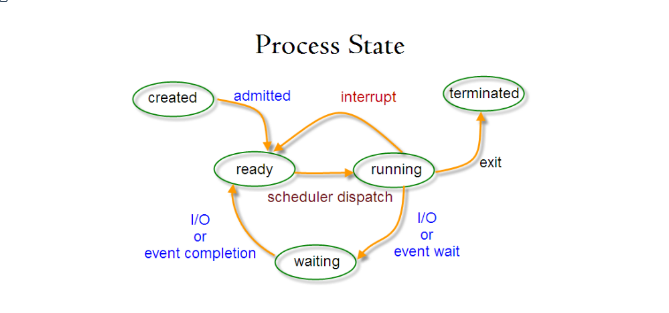 Process State
created
admitted
interrupt
terminated
ready
running
exit
scheduler dispatch
I/O
or
event completion
I/O
or
event wait
waiting